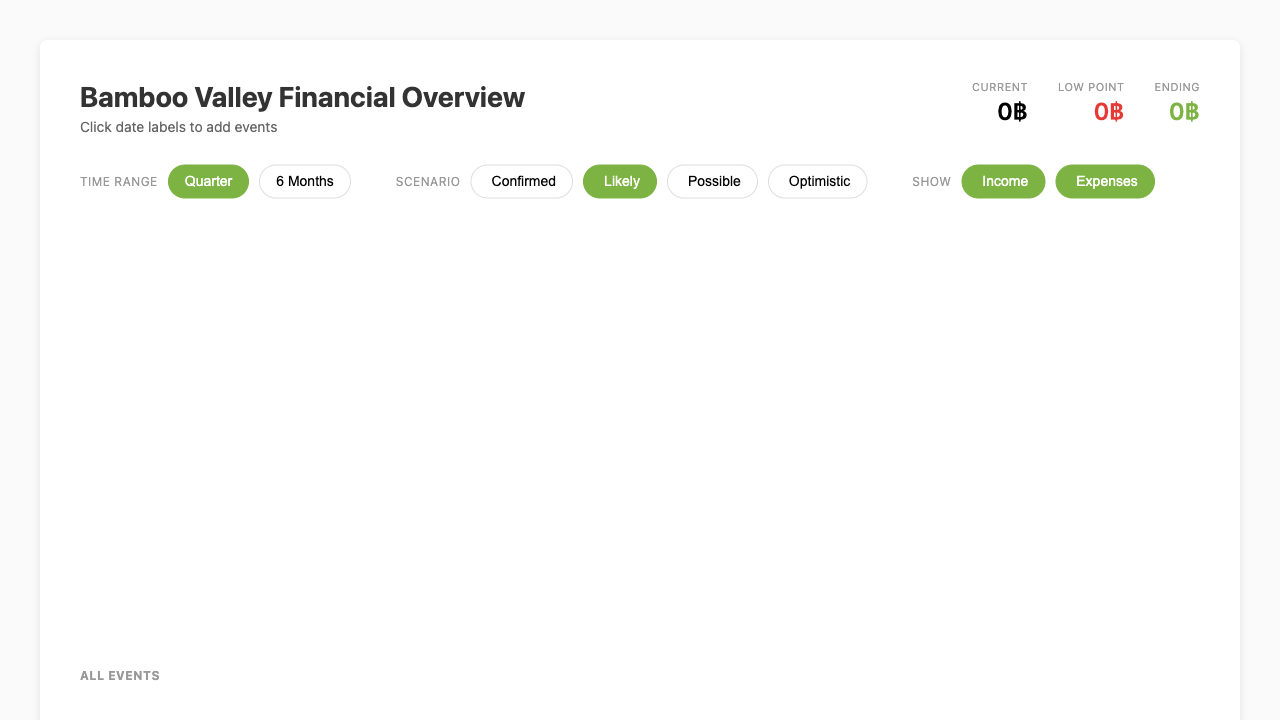 Bamboo Valley Financial Overview
Click date labels to add events
CURRENT
0฿
LOW POINT
0฿
ENDING
0฿
TIME RANGE Quarter 6 Months SCENARIO Confirmed Likely Possible Optimistic SHOW Income Expenses
ALL EVENTS